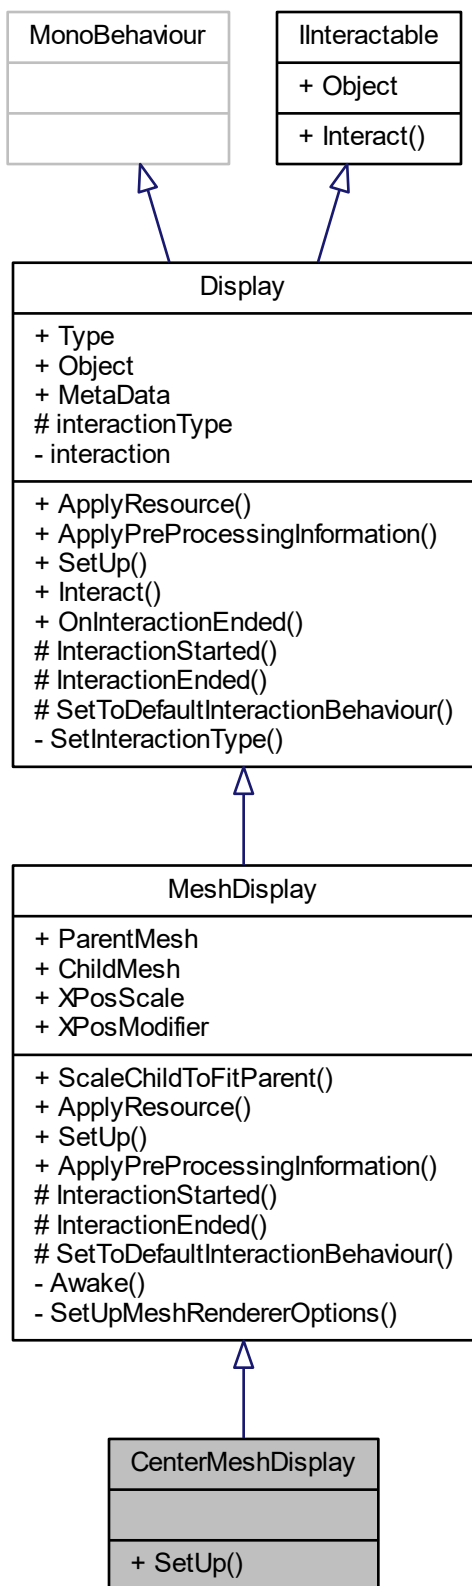 MonoBehaviour
IInteractable
+ Object
+ Interact()
Display
+ Type
+ Object
+ MetaData
# interactionType
- interaction
+ ApplyResource()
+ ApplyPreProcessingInformation()
+ SetUp()
+ Interact()
+ OnInteractionEnded()
# InteractionStarted()
# InteractionEnded()
# SetToDefaultInteractionBehaviour()
- SetInteractionType()
MeshDisplay
+ ParentMesh
+ ChildMesh
+ XPosScale
+ XPosModifier
+ ScaleChildToFitParent()
+ ApplyResource()
+ SetUp()
+ ApplyPreProcessingInformation()
# InteractionStarted()
# InteractionEnded()
# SetToDefaultInteractionBehaviour()
- Awake()
- SetUpMeshRendererOptions()
CenterMeshDisplay
+ SetUp()